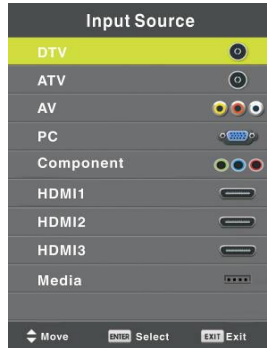 Input Source
DTV
ATV
AV
PC
Component
HDMI1
HDMI2
HDMI3
Media
Move ENTER Select EXIT Exit